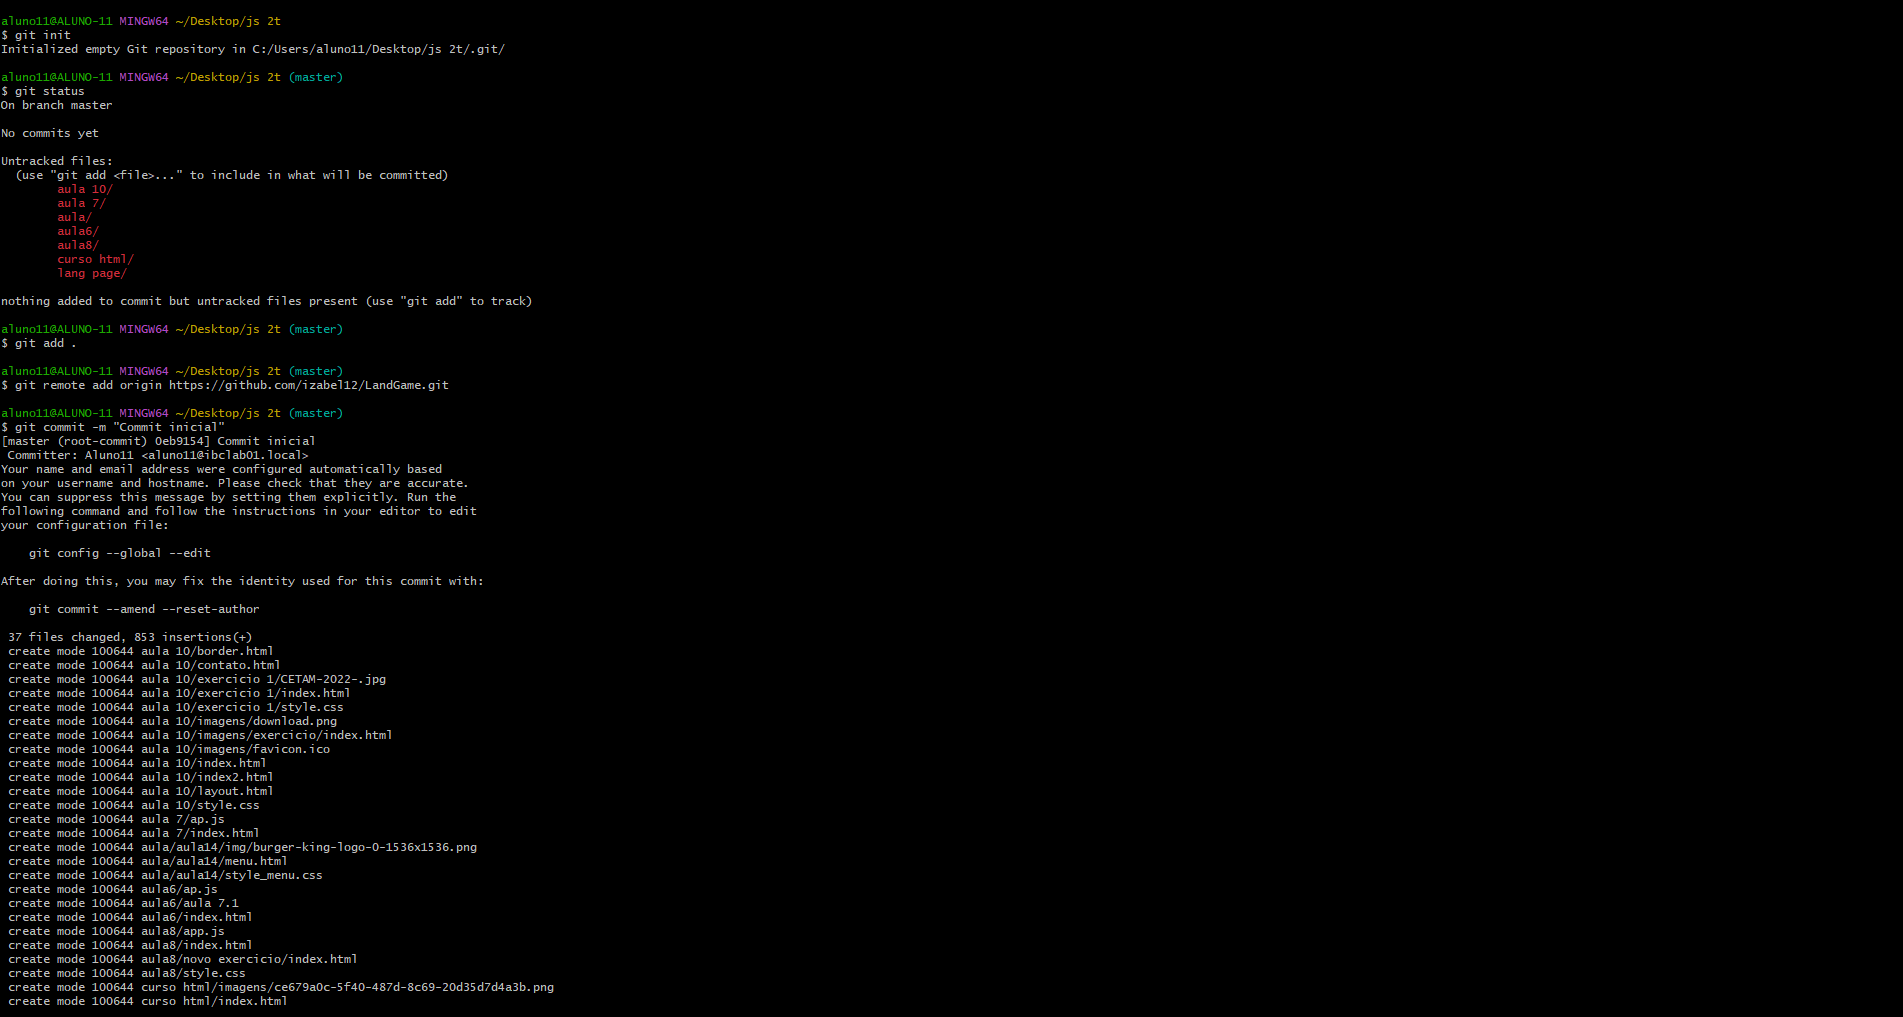 aluno11@ALUNO-11 MINGW64 ~/Desktop/js 2t
$ git init
Initialized empty Git repository in C:/Users/aluno11/Desktop/js 2t/.git/
aluno11@ALUNO-11 MINGW64 ~/Desktop/js 2t (master)
$ git status
On branch master
No commits yet
Untracked files:
(use "git add <file>..." to include in what will be committed)
aula 10/
aula 7/
aula/
aula6/
aula8/
curso html/
lang page/
nothing added to commit but untracked files present (use "git add" to track)
aluno11@ALUNO-11 MINGW64 ~/Desktop/js 2t (master)
$ git add .
aluno11@ALUNO-11 MINGW64 ~/Desktop/js 2t (master)
$ git remote add origin https://github.com/izabel12/LandGame.git
aluno11@ALUNO-11 MINGW64 ~/Desktop/js 2t (master)
$ git commit -m "Commit inicial"
[master (root-commit) 0eb9154] Commit inicial
Committer: Aluno11 <aluno11@ibclab01.local>
Your name and email address were configured automatically based
on your username and hostname. Please check that they are accurate.
You can suppress this message by setting them explicitly. Run the
following command and follow the instructions in your editor to edit
your configuration file:
git config --global --edit
After doing this, you may fix the identity used for this commit with:
git commit --amend --reset-author
37 files changed, 853 insertions(+)
create mode 100644 aula 10/border.html
create mode 100644 aula 10/contato.html
create mode 100644 aula 10/exercicio 1/CETAM-2022-.jpg
create mode 100644 aula 10/exercicio 1/index.html
create mode 100644 aula 10/exercicio 1/style.css
create mode 100644 aula 10/imagens/download.png
create mode 100644 aula 10/imagens/exercicio/index.html
create mode 100644 aula 10/imagens/favicon.ico
create mode 100644 aula 10/index.html
create mode 100644 aula 10/index2.html
create mode 100644 aula 10/layout.html
create mode 100644 aula 10/style.css
create mode 100644 aula 7/ap.js
create mode 100644 aula 7/index.html
create mode 100644 aula/aula14/img/burger-king-logo-0-1536x1536.png
create mode 100644 aula/aula14/menu.html
create mode 100644 aula/aula14/style_menu.css
create mode 100644 aula6/ap.js
create mode 100644 aula6/aula 7.1
create mode 100644 aula6/index.html
create mode 100644 aula8/app.js
create mode 100644 aula8/index.html
create mode 100644 aula8/novo exercicio/index.html
create mode 100644 aula8/style.css
create mode 100644 curso html/imagens/ce679a0c-5f40-487d-8c69-20d35d7d4a3b.png
create mode 100644 curso html/index.html